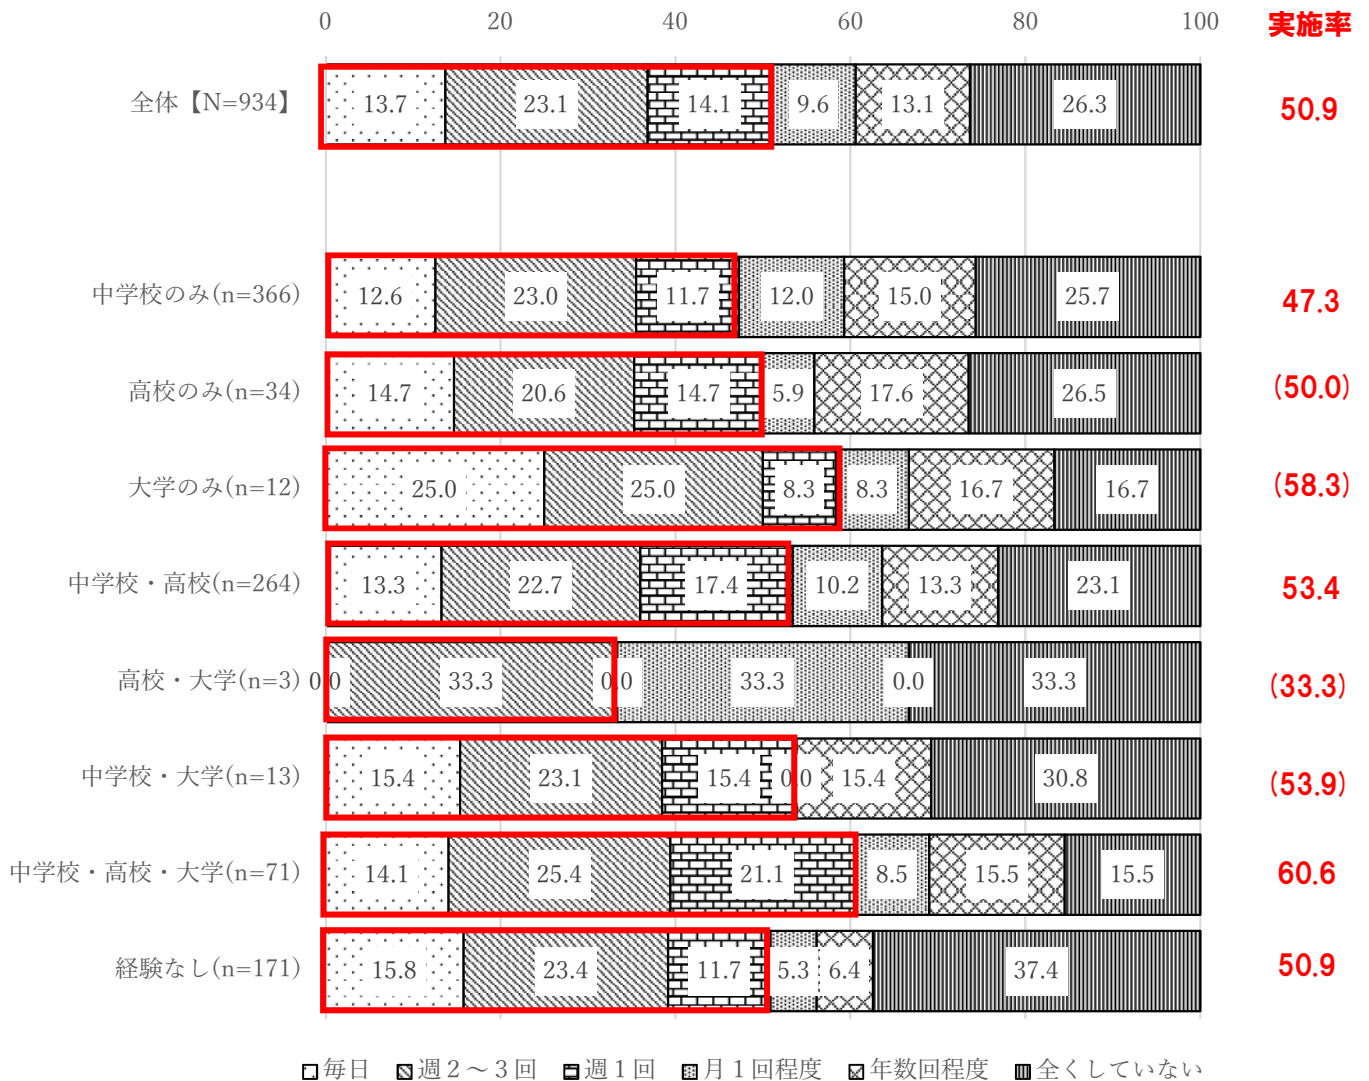 0 20 40 60 80 100 実施率
全体【N=934】 13.7 23.1 14.1 9.6 13.1 26.3 50.9
中学校のみ(n=366) 12.6 23.0 11.7 12.0 15.0 25.7 47.3
高校のみ(n=34) 14.7 20.6 14.7 5.9 17.6 26.5 (50.0)
大学のみ(n=12) 25.0 25.0 8.3 8.3 16.7 16.7 (58.3)
中学校・高校(n=264) 13.3 22.7 17.4 10.2 13.3 23.1 53.4
高校・大学(n=3) 0.0 33.3 0.0 33.3 0.0 33.3 (33.3)
中学校・大学(n=13) 15.4 23.1 15.4 0.0 15.4 30.8 (53.9)
中学校・高校・大学(n=71) 14.1 25.4 21.1 8.5 15.5 15.5 60.6
経験なし(n=171) 15.8 23.4 11.7 5.3 6.4 37.4 50.9
毎日 週２～３回 週１回 月１回程度 年数回程度 全くしていない